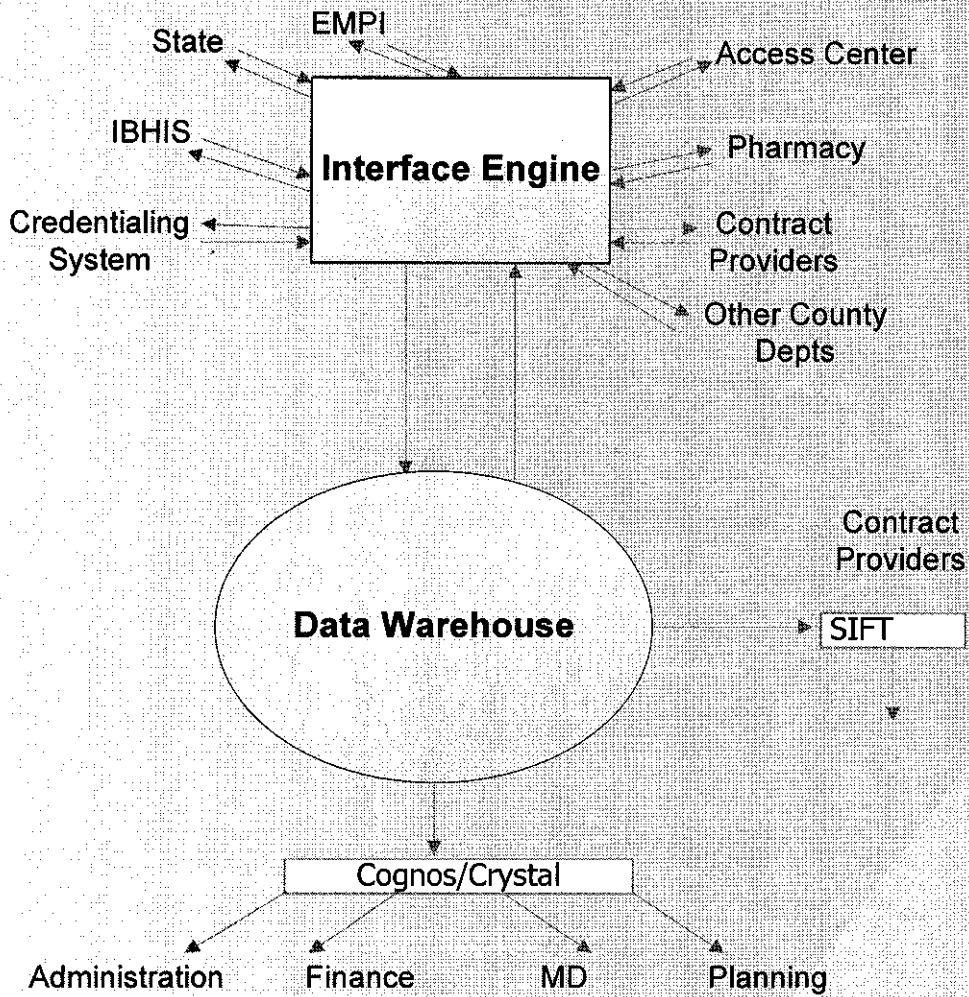 EMPI
State
Access Center
IBHIS
Interface Engine
Pharmacy
Credentialing
System
Contract
Providers
Other County
Depts
Contract
Providers
Data Warehouse
SIFT
Cognos/Crystal
Administration
Finance
MD
Planning